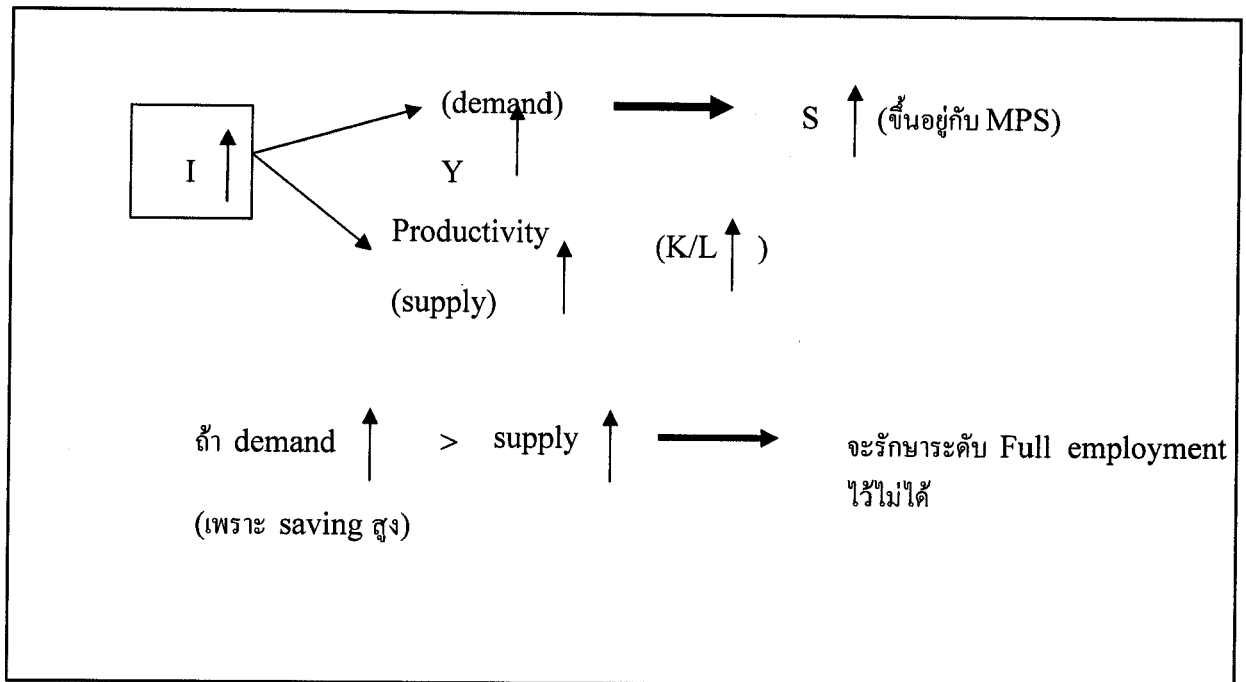 (demand)
S (ขึ้นอยู่กับ MPS)
I
Y
Productivity
(K/L )
(supply)
ถ้า demand > supply
จะรักษาระดับ Full employment
ไว้ไม่ได้
(เพราะ saving สูง)